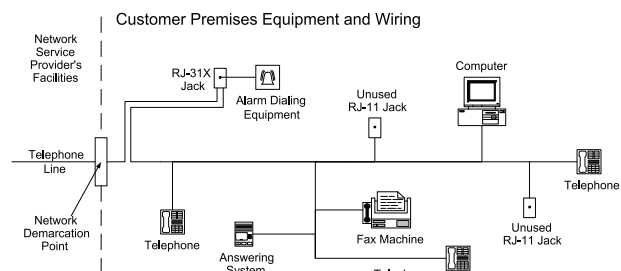 Customer Premises Equipment and Wiring
Network
Service
Provider's
Facilities
RJ-31X
Jack
Alarm Dialing
Equipment
Unused
RJ-11 Jack
Computer
Telephone
Line
Network
Demarcation
Point
Telephone
Answering
System
Fax Machine
Unused
RJ-11 Jack
Telephone